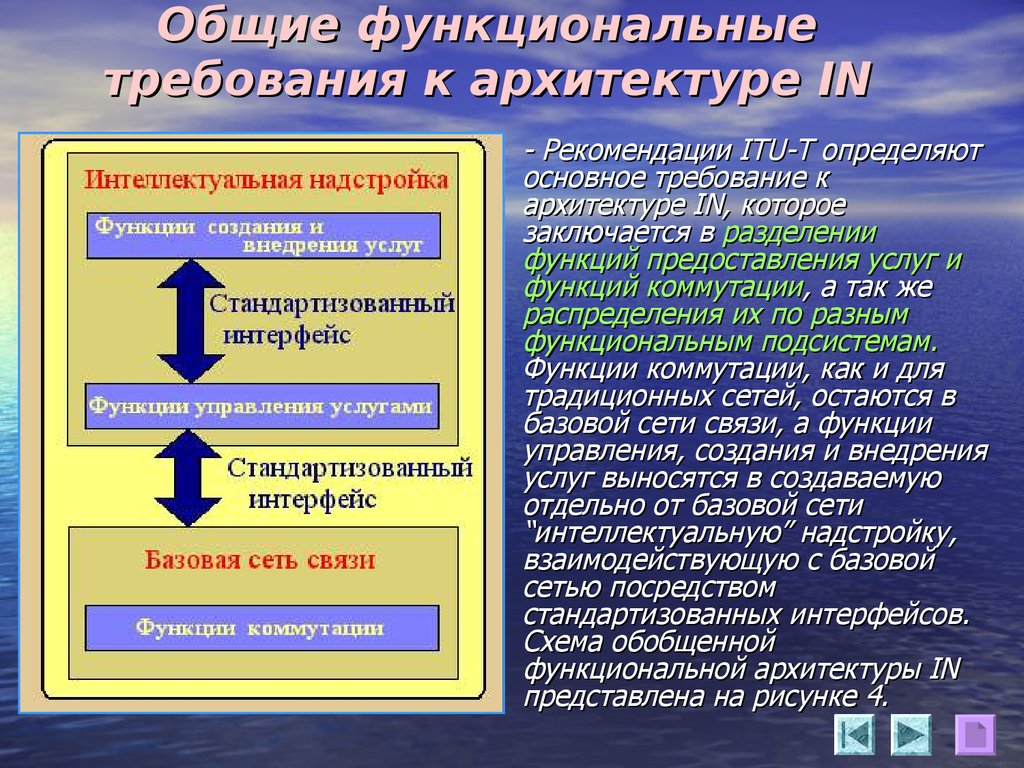 Общие функциональные
требования к архитектуре IN
Интеллектуальная надстройка
Функции создания и
внедрения услуг
Стандартизованный
интерфейс
Функции управления услугами
Стандартизованный
интерфейс
Базовая сеть связи
Функции коммутации
- Рекомендации ITU-T определяют
основное требование к
архитектуре IN, которое
заключается в разделении
функций предоставления услуг и
функций коммутации, а так же
распределения их по разным
функциональным подсистемам.
Функции коммутации, как и для
традиционных сетей, остаются в
базовой сети связи, а функции
управления, создания и внедрения
услуг выносятся в создаваемую
отдельно от базовой сети
“интеллектуальную” надстройку,
взаимодействующую с базовой
сетью посредством
стандартизованных интерфейсов.
Схема обобщенной
функциональной архитектуры IN
представлена на рисунке 4.